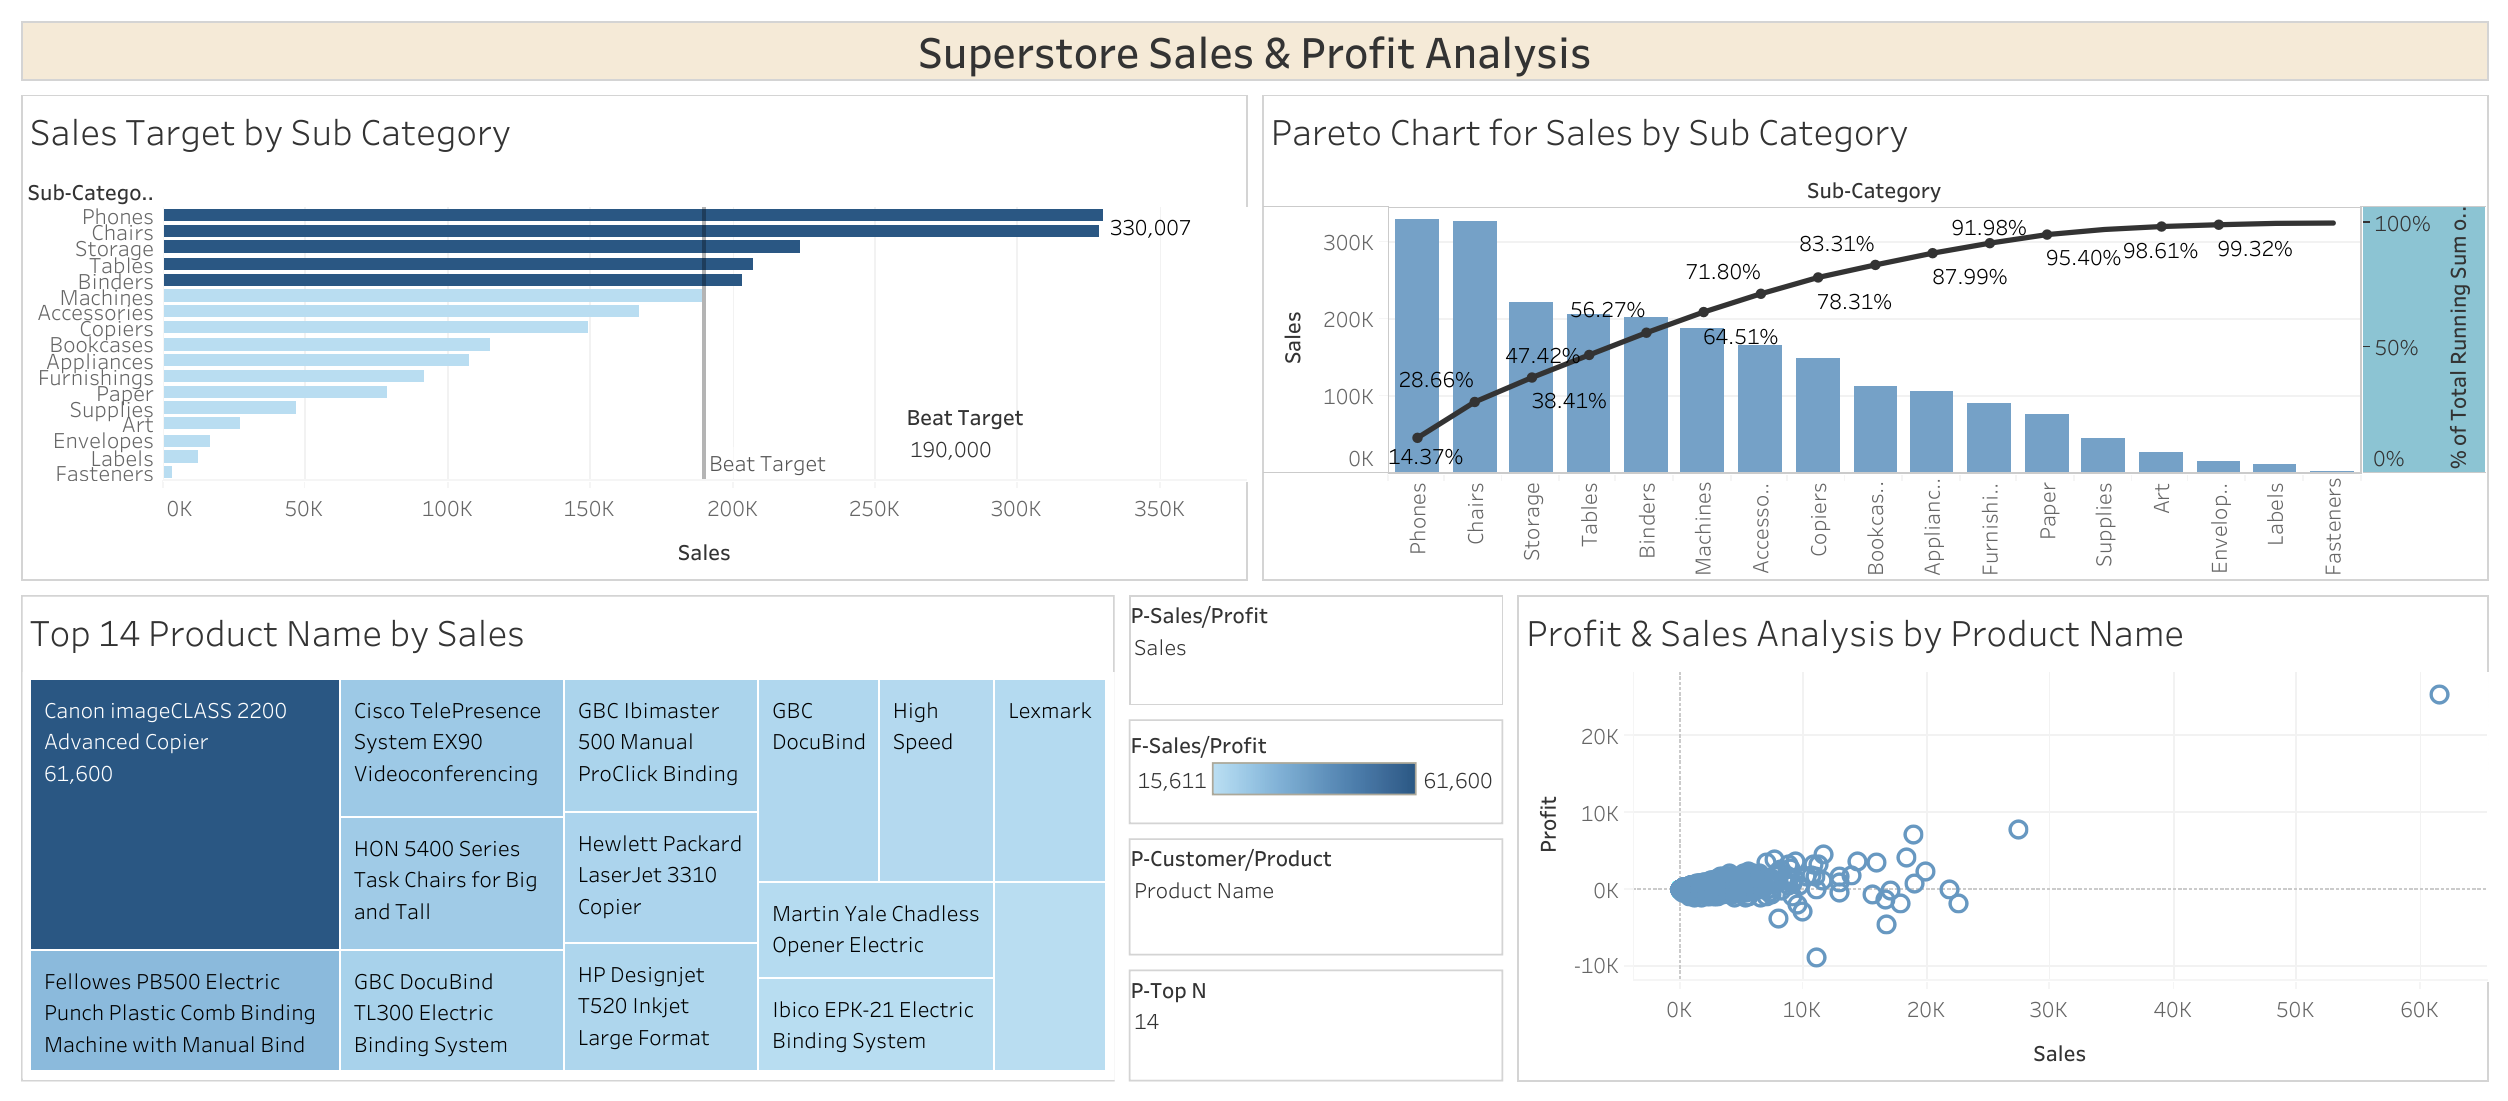 Superstore Sales & Profit Analysis
Sales Target by Sub Category
Sub-Catego..
Phones
Chairs
Storage
Tables
Binders
Machines
Accessories
Copiers
Bookcases
Appliances
Furnishings
Paper
Supplies
Art
Envelopes
Labels
Fasteners
330,007
Beat Target
190,000
Beat Target
0K 50K 100K 150K 200K 250K 300K 350K
Sales
Pareto Chart for Sales by Sub Category
Sub-Category
Sales
300K
200K
100K
0K
14.37%
28.66%
38.41%
47.42%
56.27%
64.51%
71.80%
78.31%
83.31%
87.99%
91.98%
95.40%
98.61%
99.32%
100%
50%
0%
% of Total Running Sum o..
Phones
Chairs
Storage
Tables
Binders
Machines
Accesso..
Copiers
Bookcas..
Applianc..
Furnishi..
Paper
Supplies
Art
Envelop..
Labels
Fasteners
Top 14 Product Name by Sales
Canon imageCLASS 2200
Advanced Copier
61,600
Fellowes PB500 Electric
Punch Plastic Comb Binding
Machine with Manual Bind
Cisco TelePresence
System EX90
Videoconferencing
HON 5400 Series
Task Chairs for Big
and Tall
GBC DocuBind
TL300 Electric
Binding System
GBC Ibimaster
500 Manual
ProClick Binding
Hewlett Packard
LaserJet 3310
Copier
HP Designjet
T520 Inkjet
Large Format
GBC
DocuBind
High
Speed
Lexmark
Martin Yale Chadless
Opener Electric
Ibico EPK-21 Electric
Binding System
P-Sales/Profit
Sales
F-Sales/Profit
15,611 61,600
P-Customer/Product
Product Name
P-Top N
14
Profit & Sales Analysis by Product Name
Profit
20K
10K
0K
-10K
0K 10K 20K 30K 40K 50K 60K
Sales